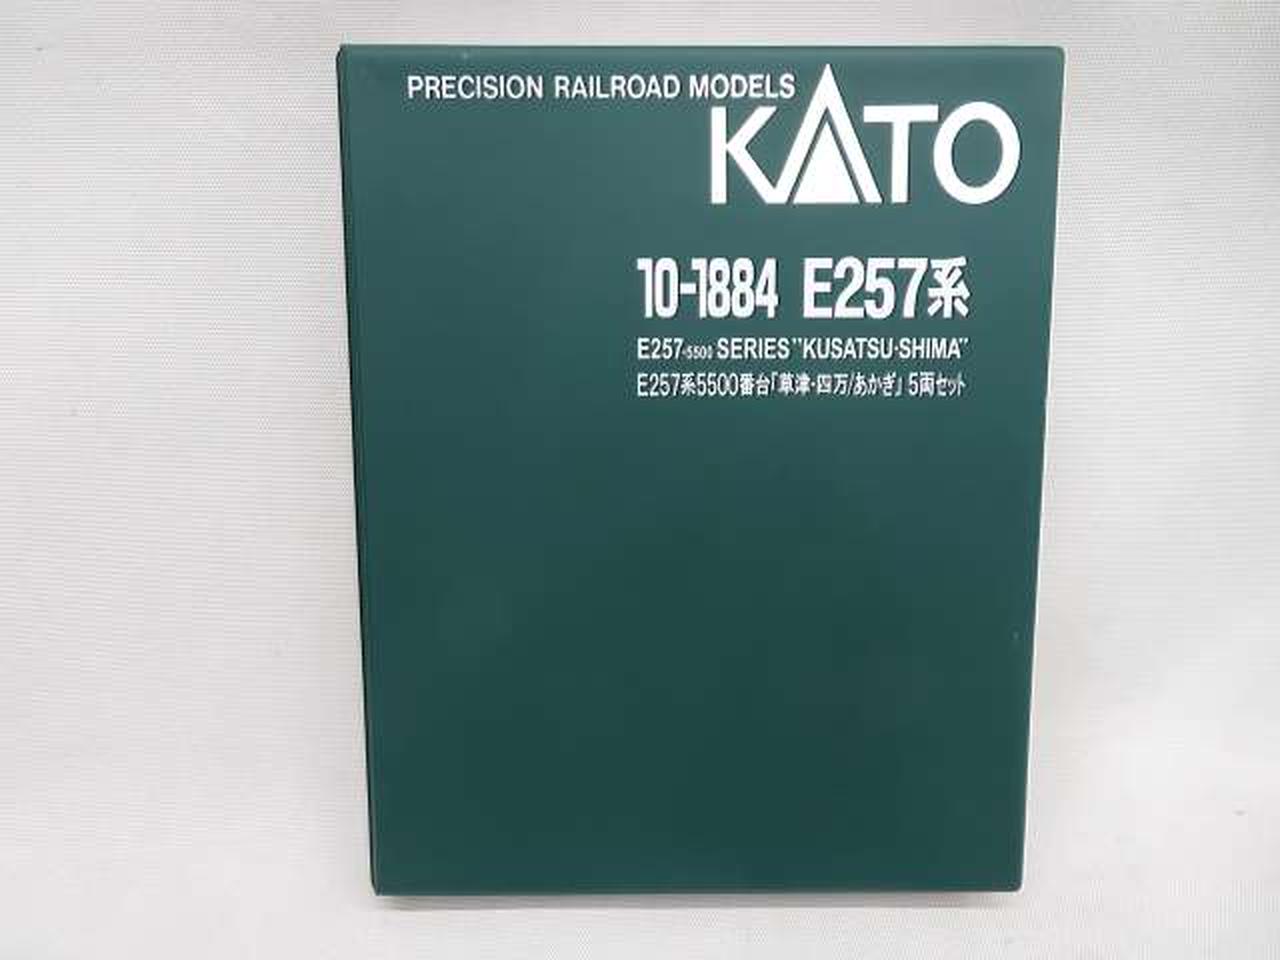 PRECISION RAILROAD MODELS
KATO
10-1884 E257系
E257-5500 SERIES "KUSATSU·SHIMA"
E257系5500番台「草津・四万/あかぎ」 5両セット